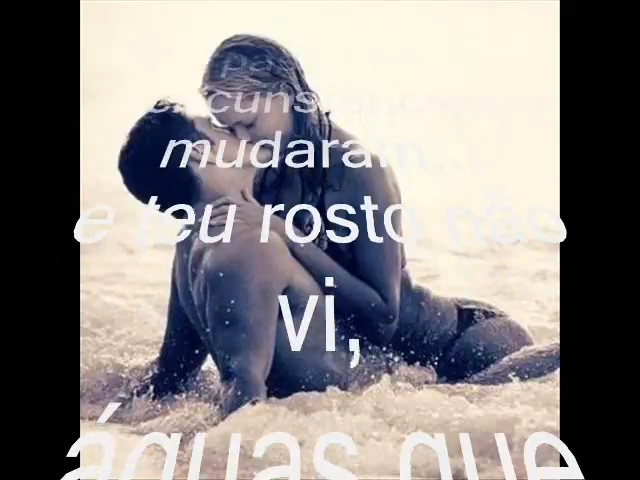 mudaram...
e teu rosto não
vi,
águas que